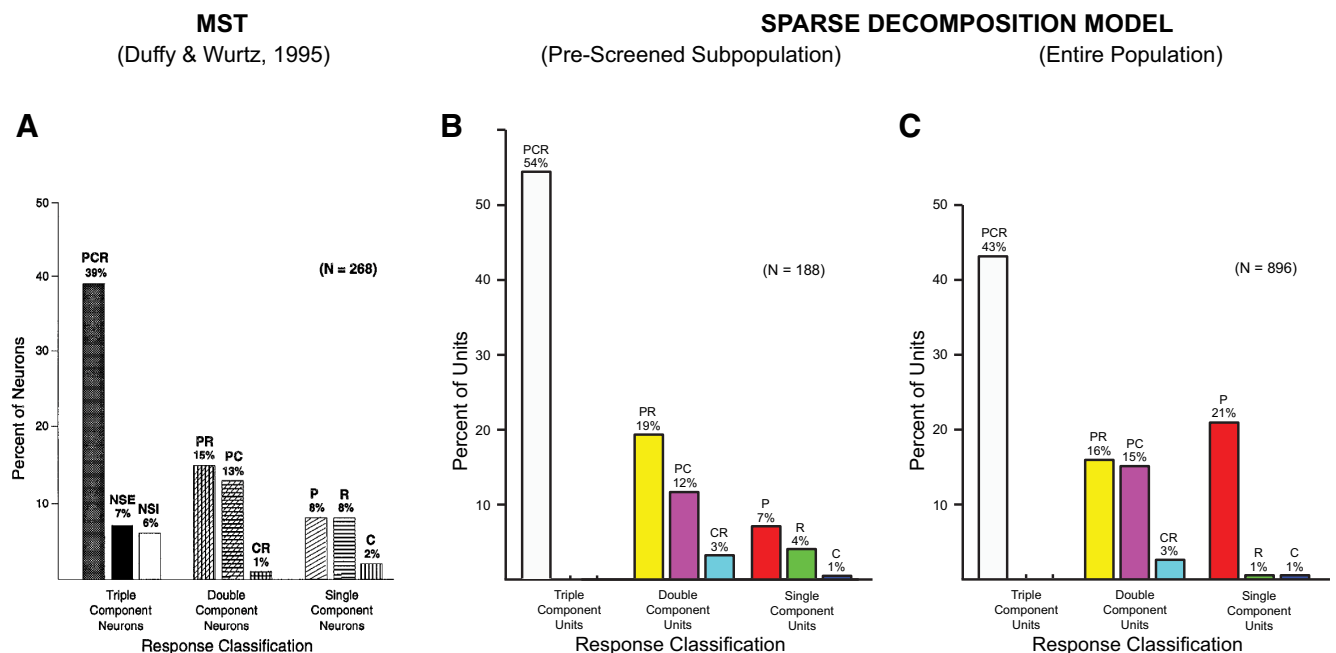 MST
(Duffy & Wurtz, 1995)
SPARSE DECOMPOSITION MODEL
(Pre-Screened Subpopulation)
(Entire Population)
A
Percent of Neurons
50
40
30
20
10
PCR
39%
NSE
7%
NSI
6%
PR
15%
PC
13%
CR
1%
P
8%
R
8%
C
2%
(N = 268)
Triple
Component
Neurons
Double
Component
Neurons
Single
Component
Neurons
Response Classification
B
Percent of Units
50
40
30
20
10
PCR
54%
PR
19%
PC
12%
CR
3%
P
7%
R
4%
C
1%
(N = 188)
Triple
Component
Units
Double
Component
Units
Single
Component
Units
Response Classification
C
Percent of Units
50
40
30
20
10
PCR
43%
PR
16%
PC
15%
CR
3%
P
21%
R
1%
C
1%
(N = 896)
Triple
Component
Units
Double
Component
Units
Single
Component
Units
Response Classification